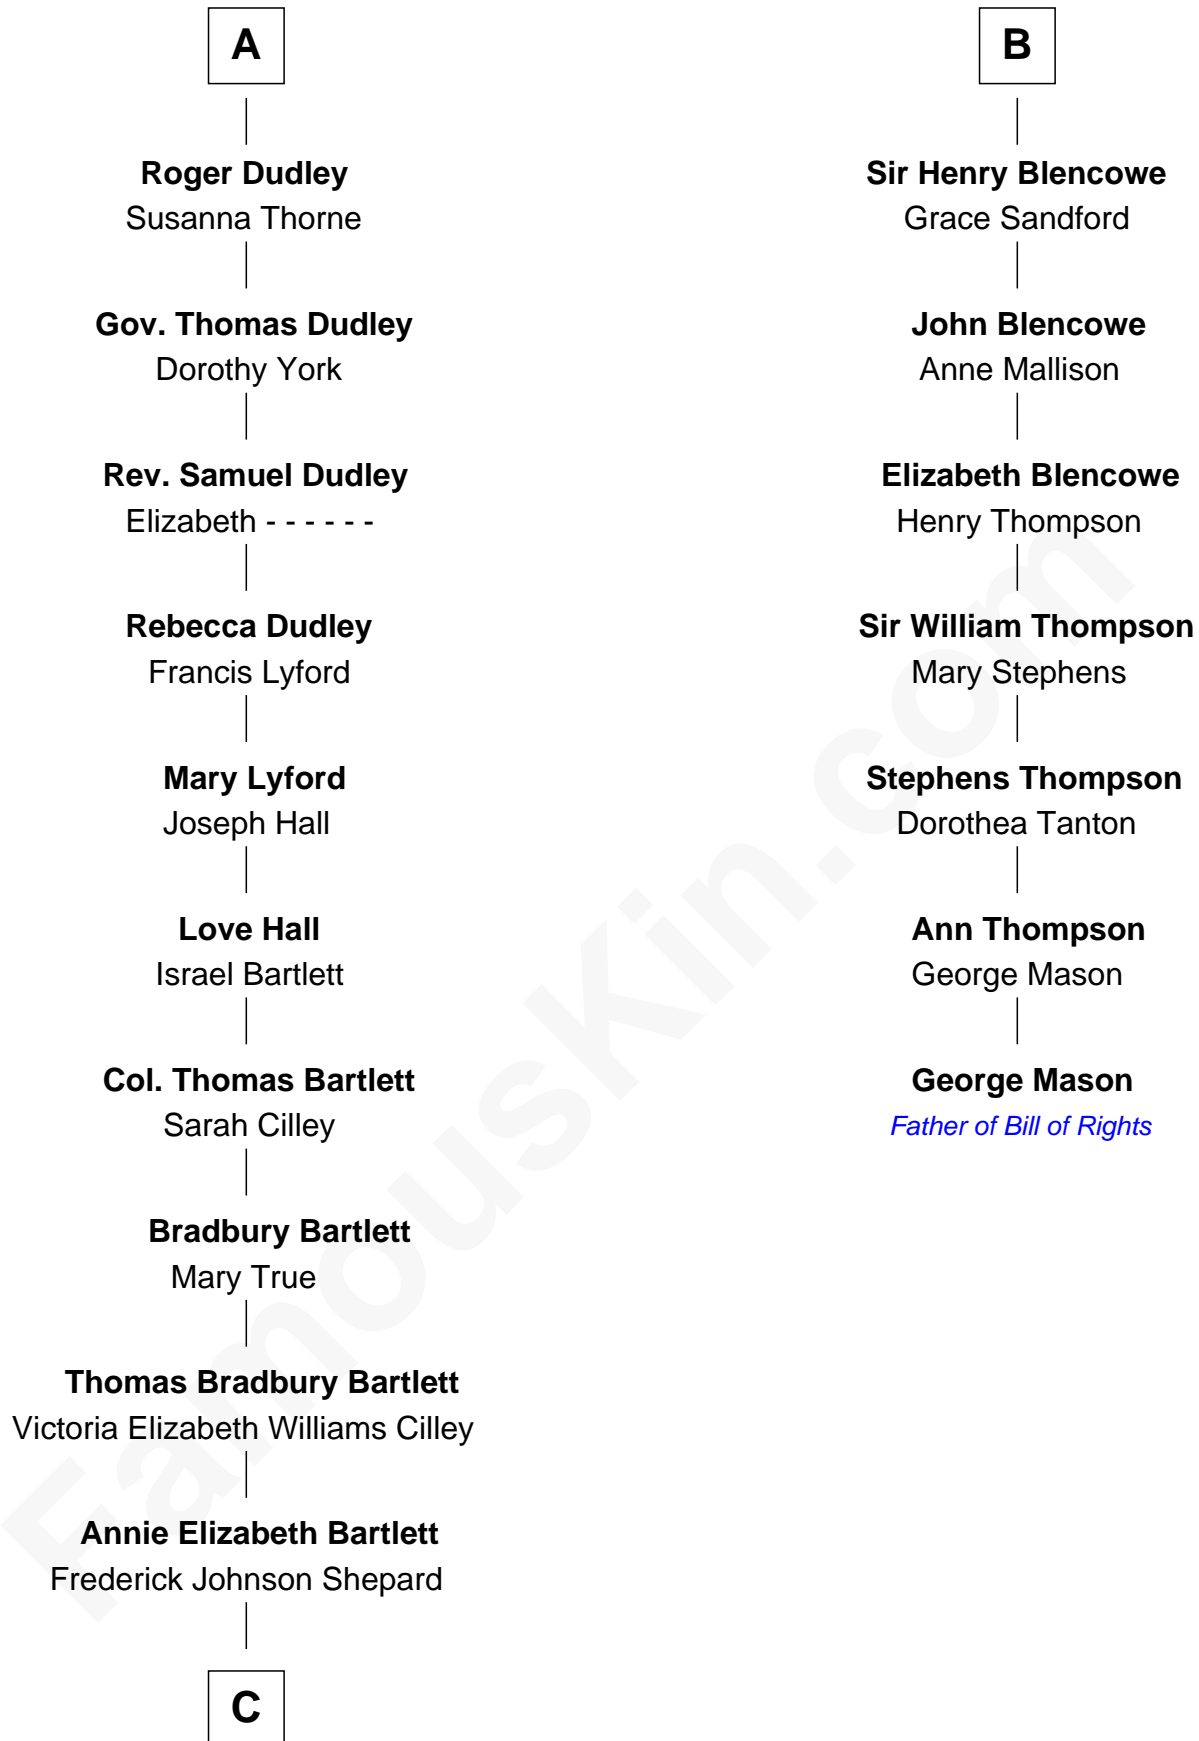 A
Roger Dudley
Susanna Thorne
Gov. Thomas Dudley
Dorothy York
Rev. Samuel Dudley
Elizabeth - - - - - -
Rebecca Dudley
Francis Lyford
Mary Lyford
Joseph Hall
Love Hall
Israel Bartlett
Col. Thomas Bartlett
Sarah Cilley
Bradbury Bartlett
Mary True
Thomas Bradbury Bartlett
Victoria Elizabeth Williams Cilley
Annie Elizabeth Bartlett
Frederick Johnson Shepard
C
B
Sir Henry Blencowe
Grace Sandford
John Blencowe
Anne Mallison
Elizabeth Blencowe
Henry Thompson
Sir William Thompson
Mary Stephens
Stephens Thompson
Dorothea Tanton
Ann Thompson
George Mason
George Mason
Father of Bill of Rights
FamousKin.com